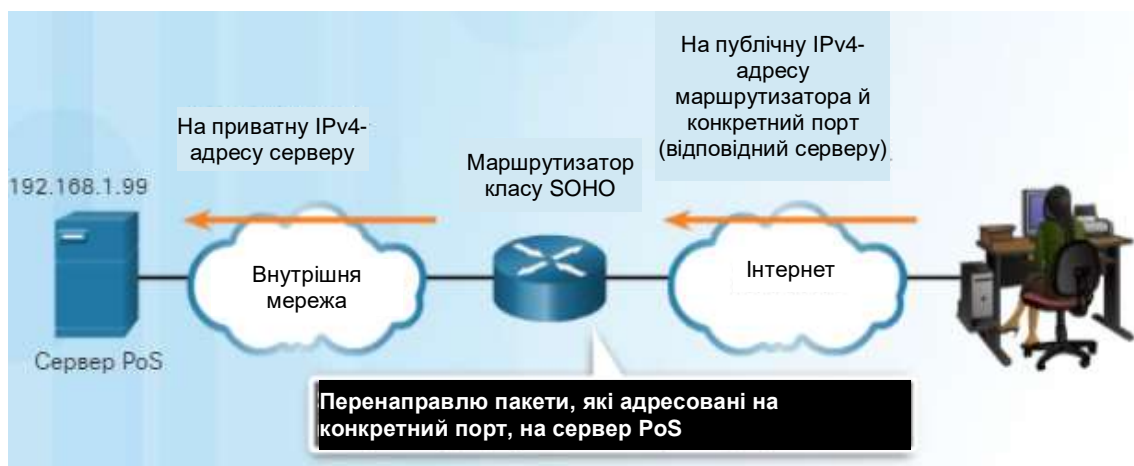 На публічну IPv4-
адресу
маршрутизатора й
конкретний порт
(відповідний серверу)
На приватну IPv4-
адресу серверу
Маршрутизатор
класу SOHO
192.168.1.99
Внутрішня
мережа
Інтернет
Сервер PoS
Перенаправлю пакети, які адресовані на
конкретний порт, на сервер PoS